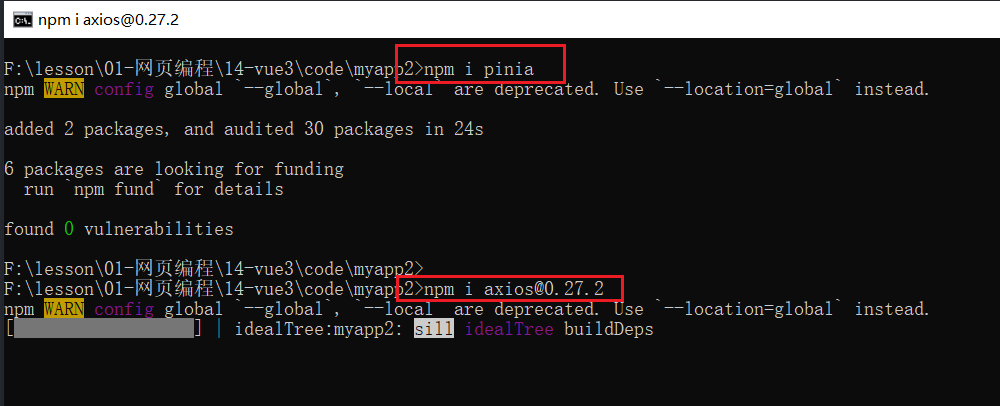 npm i axios@0.27.2
F:\lesson\01-网页编程\14-vue3\code\myapp2>npm i pinia
npm WARN config global `--global`, `--local` are deprecated. Use `--location=global` instead.
added 2 packages, and audited 30 packages in 24s
6 packages are looking for funding
run `npm fund` for details
found 0 vulnerabilities
F:\lesson\01-网页编程\14-vue3\code\myapp2>
F:\lesson\01-网页编程\14-vue3\code\myapp2>npm i axios@0.27.2
npm WARN config global `--global`, `--local` are deprecated. Use `--location=global` instead.
[                  ] | idealTree:myapp2: sill idealTree buildDeps